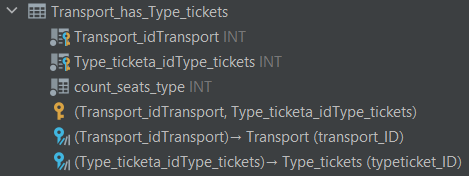 Transport_has_Type_tickets
Transport_idTransport INT
Type_ticketa_idType_tickets INT
count_seats_type INT
(Transport_idTransport, Type_ticketa_idType_tickets)
(Transport_idTransport)→ Transport (transport_ID)
(Type_ticketa_idType_tickets)→ Type_tickets (typeticket_ID)